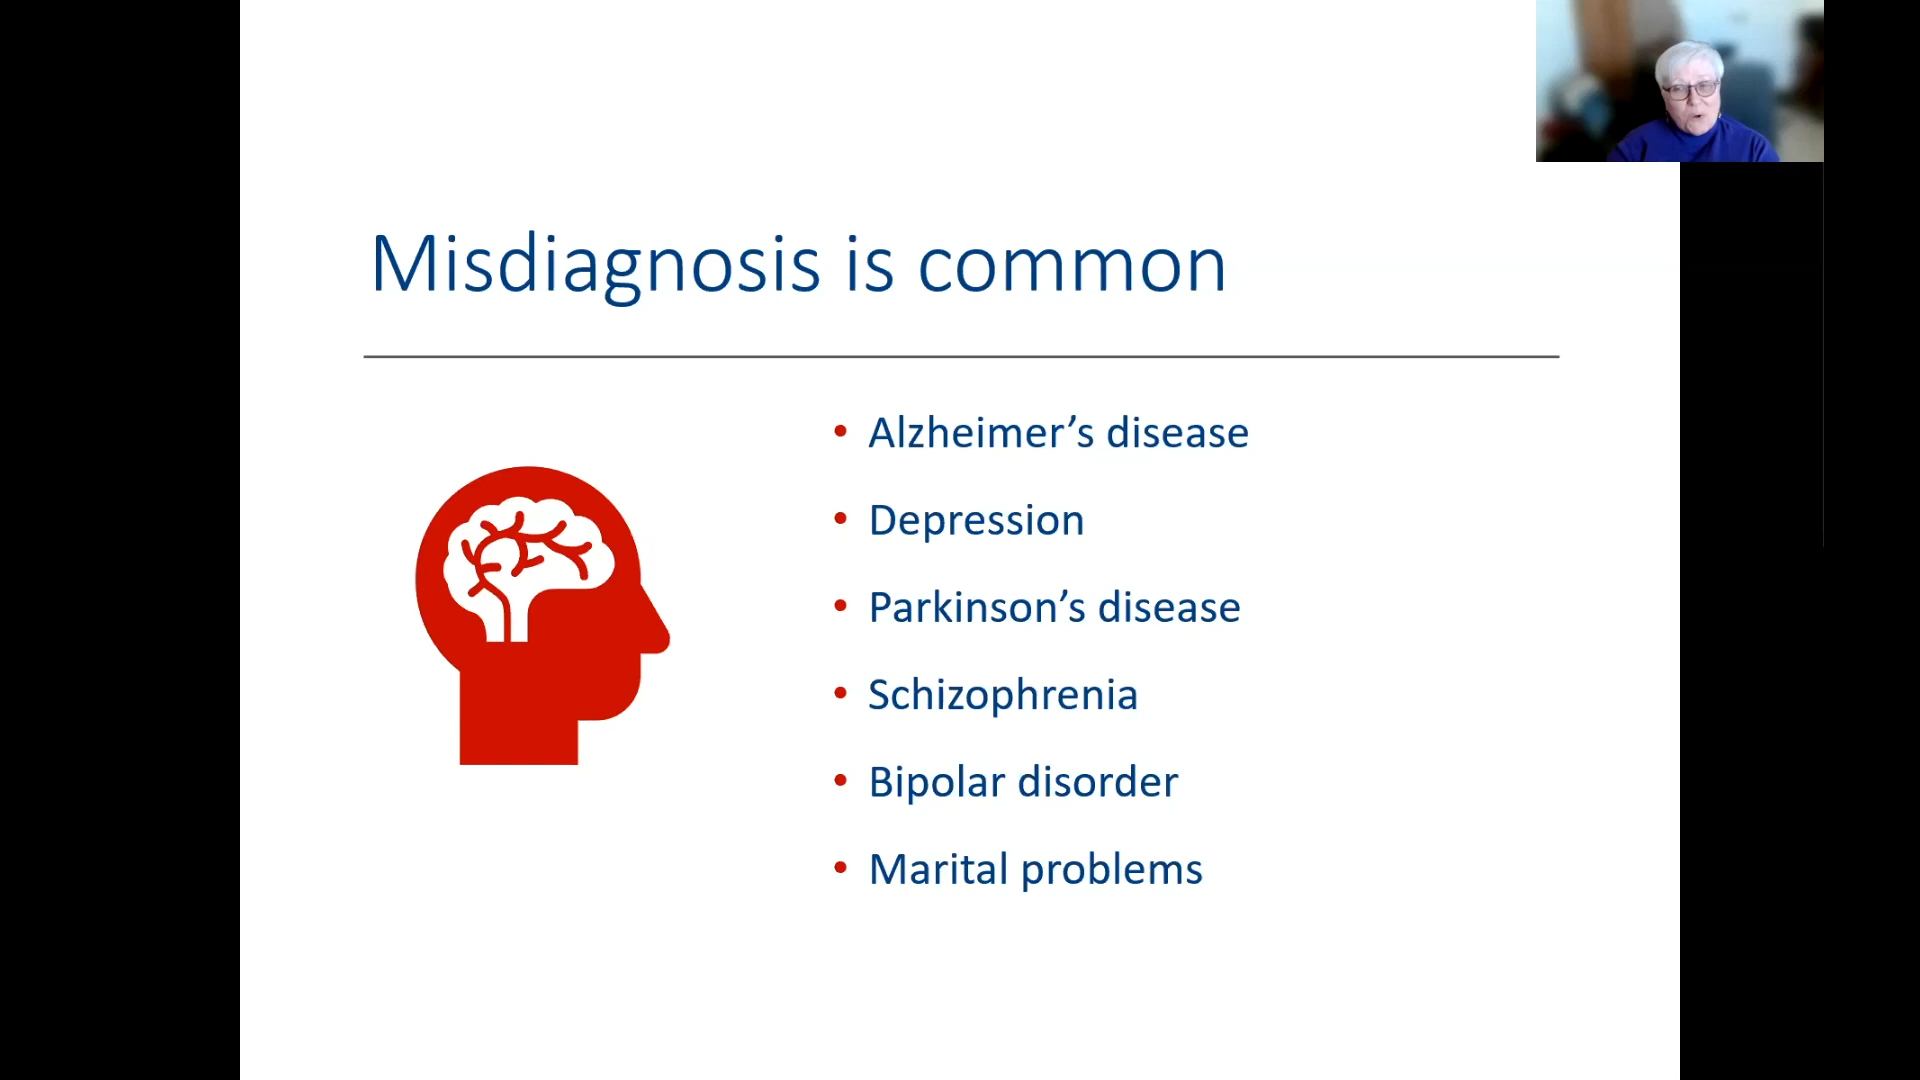 Misdiagnosis is common
• Alzheimer’s disease
• Depression
• Parkinson’s disease
• Schizophrenia
• Bipolar disorder
• Marital problems